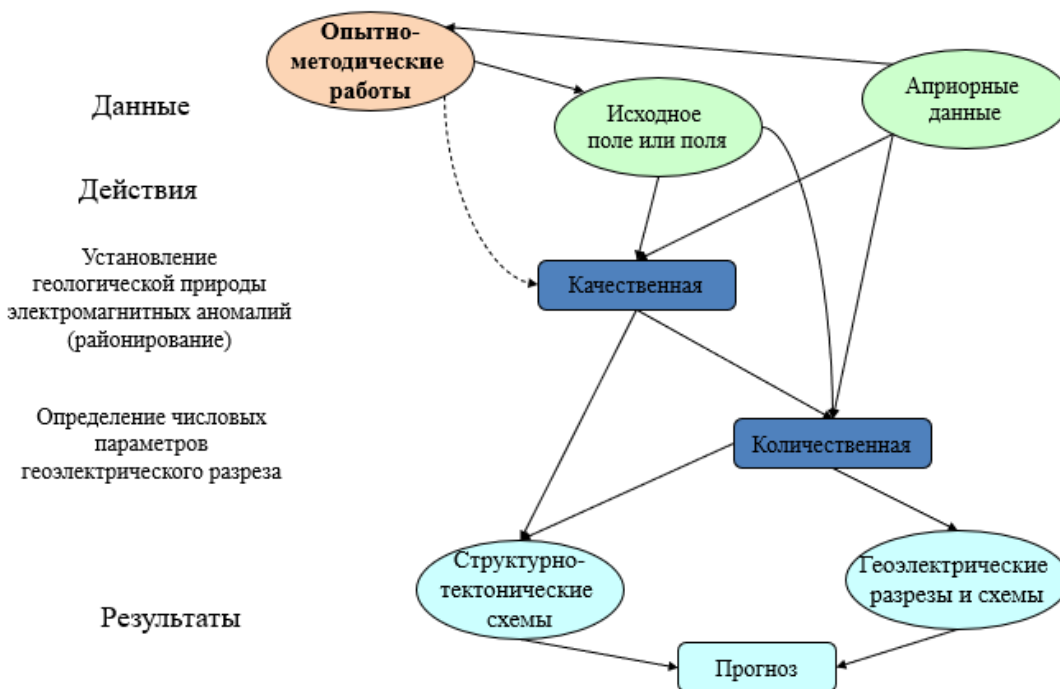 Опытно-
методические
работы
Данные
Исходное
поле или поля
Априорные
данные
Действия
Установление
геологической природы
электромагнитных аномалий
(районирование)
Качественная
Определение числовых
параметров
геоэлектрического разреза
Количественная
Структурно-
тектонические
схемы
Геоэлектрические
разрезы и схемы
Результаты
Прогноз